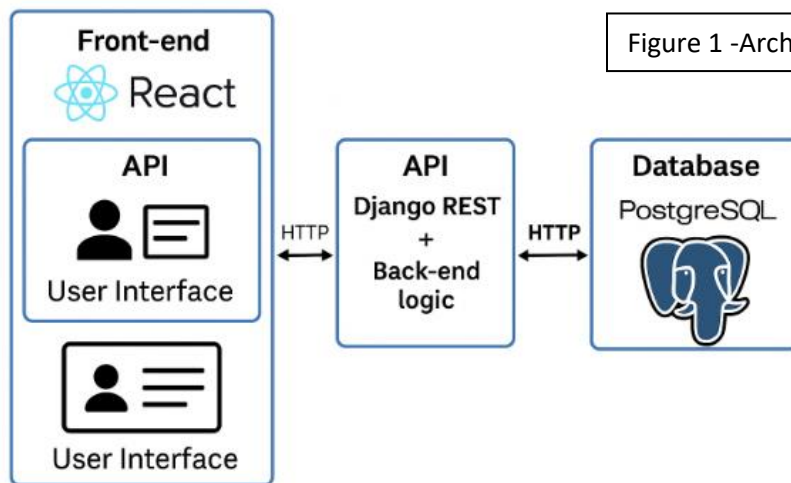 Front-end
React
API
User Interface
User Interface
HTTP
API
Django REST
+
Back-end
logic
HTTP
Database
PostgreSQL
Figure 1 -Arch